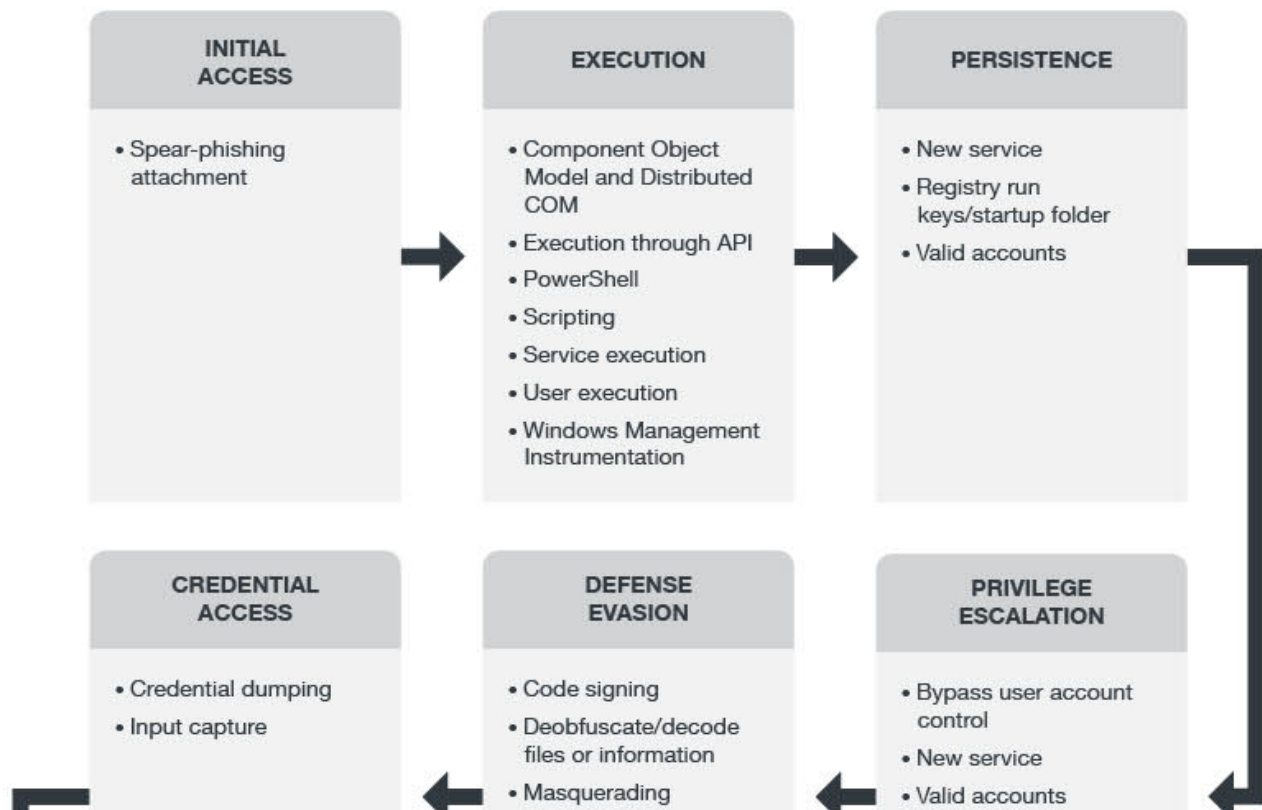 INITIAL
ACCESS
• Spear-phishing
attachment
EXECUTION
• Component Object
Model and Distributed
COM
• Execution through API
• PowerShell
• Scripting
• Service execution
• User execution
• Windows Management
Instrumentation
PERSISTENCE
• New service
• Registry run
keys/startup folder
• Valid accounts
PRIVILEGE
ESCALATION
• Bypass user account
control
• New service
• Valid accounts
DEFENSE
EVASION
• Code signing
• Deobfuscate/decode
files or information
• Masquerading
CREDENTIAL
ACCESS
• Credential dumping
• Input capture